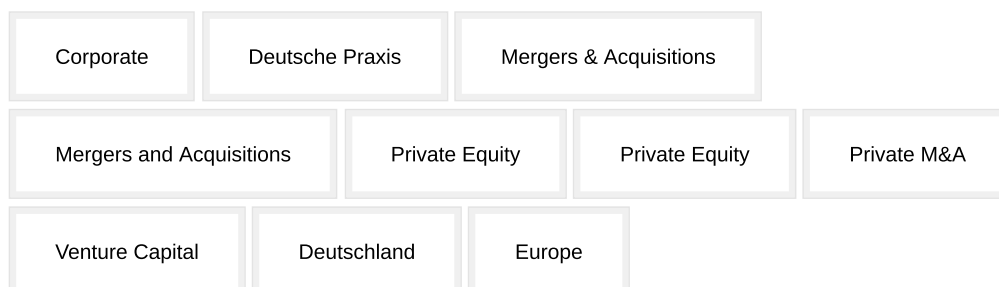 Corporate Deutsche Praxis Mergers & Acquisitions
Mergers and Acquisitions Private Equity Private Equity Private M&A
Venture Capital Deutschland Europe